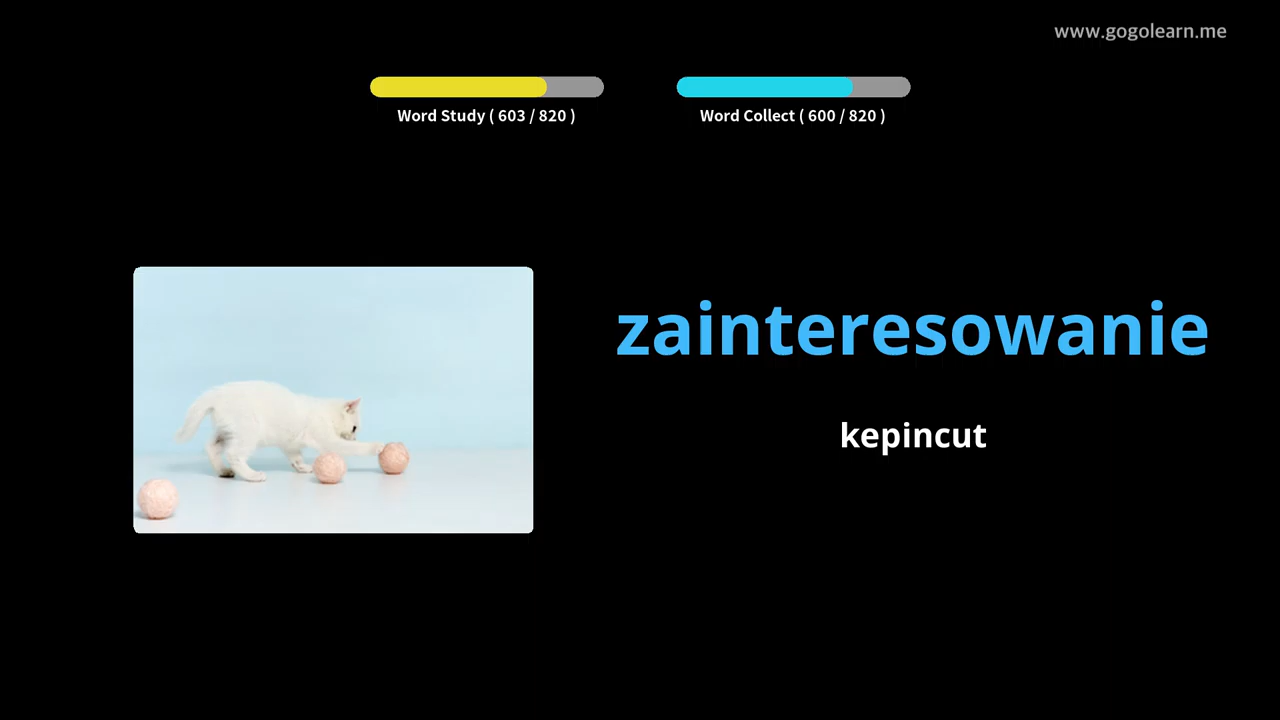 www.gogolearn.me
Word Study ( 603 / 820 )
Word Collect ( 600 / 820 )
zainteresowanie
kepincut